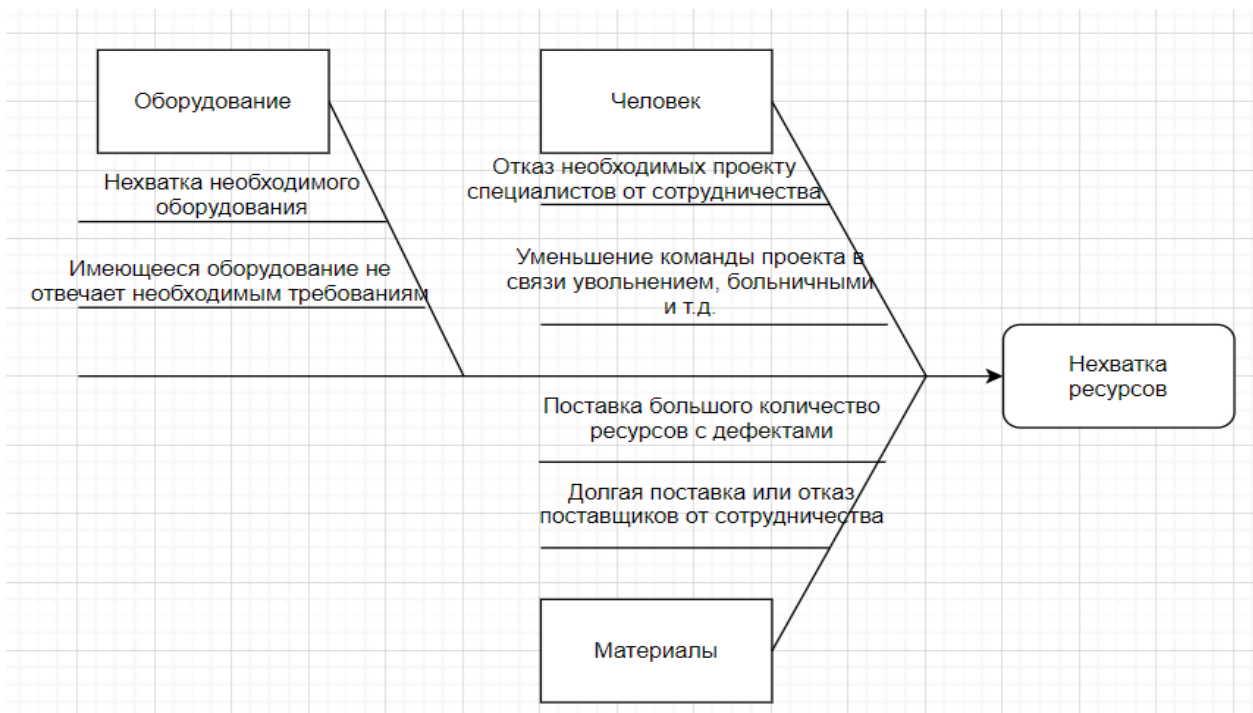 Оборудование
Человек
Нехватка необходимого
оборудования
Имеющееся оборудование не
отвечает необходимым требованиям
Отказ необходимых проекту
специалистов от сотрудничества
Уменьшение команды проекта в
связи увольнением, больничными
и т.д.
Нехватка
ресурсов
Поставка большого количество
ресурсов с дефектами
Долгая поставка или отказ
поставщиков от сотрудничества
Материалы